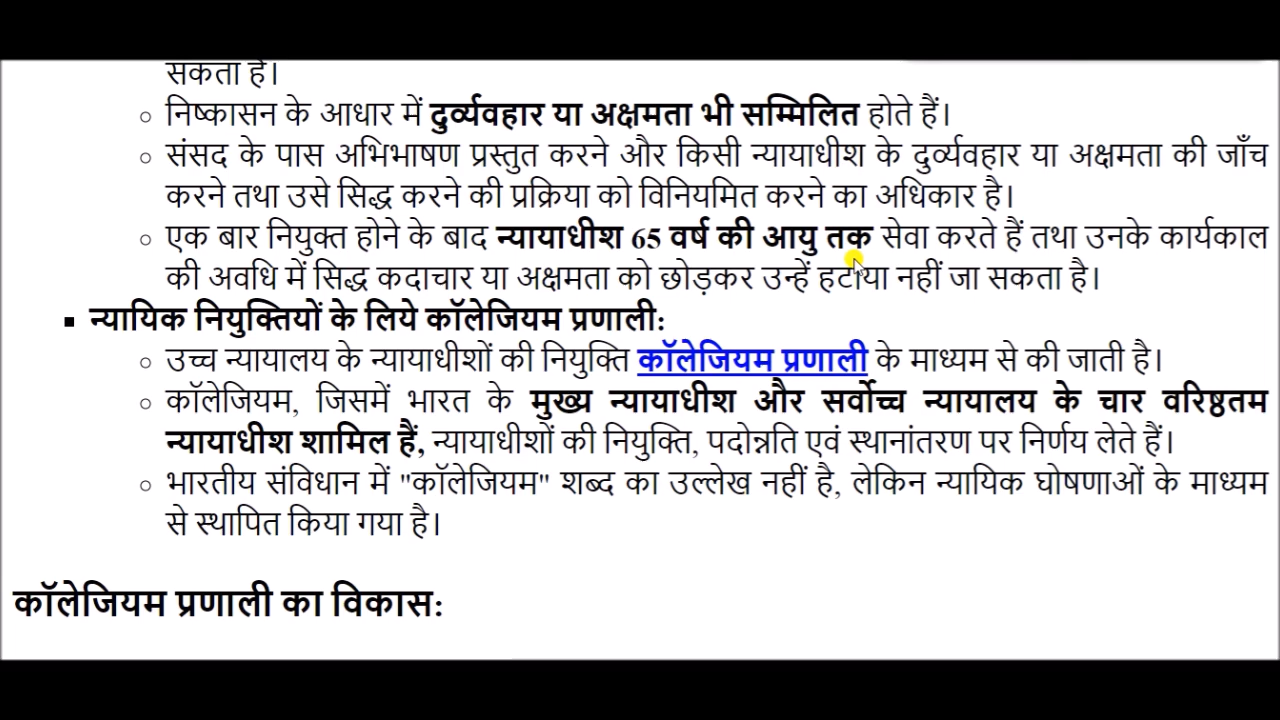 सकता है।
निष्कासन के आधार में दुर्व्यवहार या अक्षमता भी सम्मिलित होते हैं।
संसद के पास अभिभाषण प्रस्तुत करने और किसी न्यायाधीश के दुर्व्यवहार या अक्षमता की जाँच
करने तथा उसे सिद्ध करने की प्रक्रिया को विनियमित करने का अधिकार है।
एक बार नियुक्त होने के बाद न्यायाधीश 65 वर्ष की आयु तक सेवा करते हैं तथा उनके कार्यकाल
की अवधि में सिद्ध कदाचार या अक्षमता को छोड़कर उन्हें हटाया नहीं जा सकता है।
न्यायिक नियुक्तियों के लिये कॉलेजियम प्रणाली:
उच्च न्यायालय के न्यायाधीशों की नियुक्ति कॉलेजियम प्रणाली के माध्यम से की जाती है।
कॉलेजियम, जिसमें भारत के मुख्य न्यायाधीश और सर्वोच्च न्यायालय के चार वरिष्ठतम
न्यायाधीश शामिल हैं, न्यायाधीशों की नियुक्ति, पदोन्नति एवं स्थानांतरण पर निर्णय लेते हैं।
भारतीय संविधान में "कॉलेजियम" शब्द का उल्लेख नहीं है, लेकिन न्यायिक घोषणाओं के माध्यम
से स्थापित किया गया है।
कॉलेजियम प्रणाली का विकास: